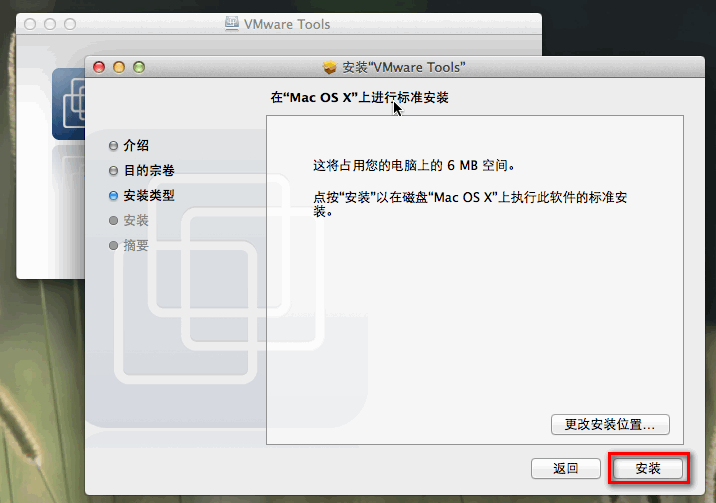 VMware Tools
安装“VMware Tools”
在“Mac OS X”上进行标准安装
介绍
目的宗卷
安装类型
安装
摘要
这将占用您的电脑上的 6 MB 空间。
点按“安装”以在磁盘“Mac OS X”上执行此软件的标准安
装。
更改安装位置...
返回
安装